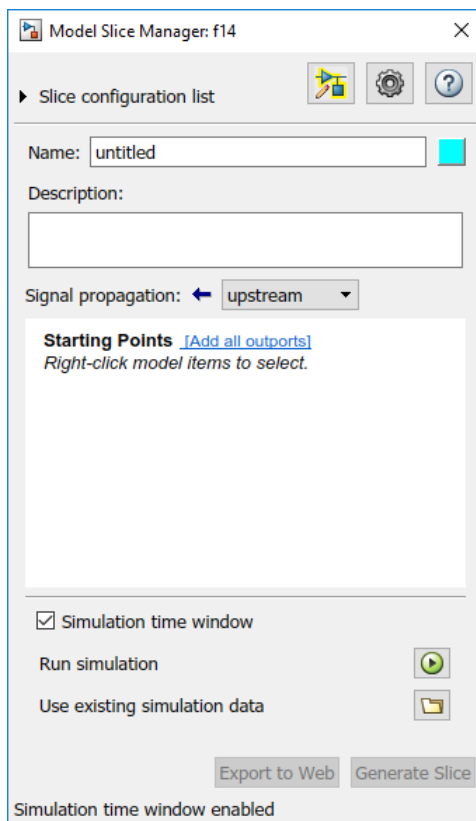 Model Slice Manager: f14
Slice configuration list
Name: untitled
Description:
Signal propagation: upstream
Starting Points [Add all outports]
Right-click model items to select.
Simulation time window
Run simulation
Use existing simulation data
Export to Web Generate Slice
Simulation time window enabled